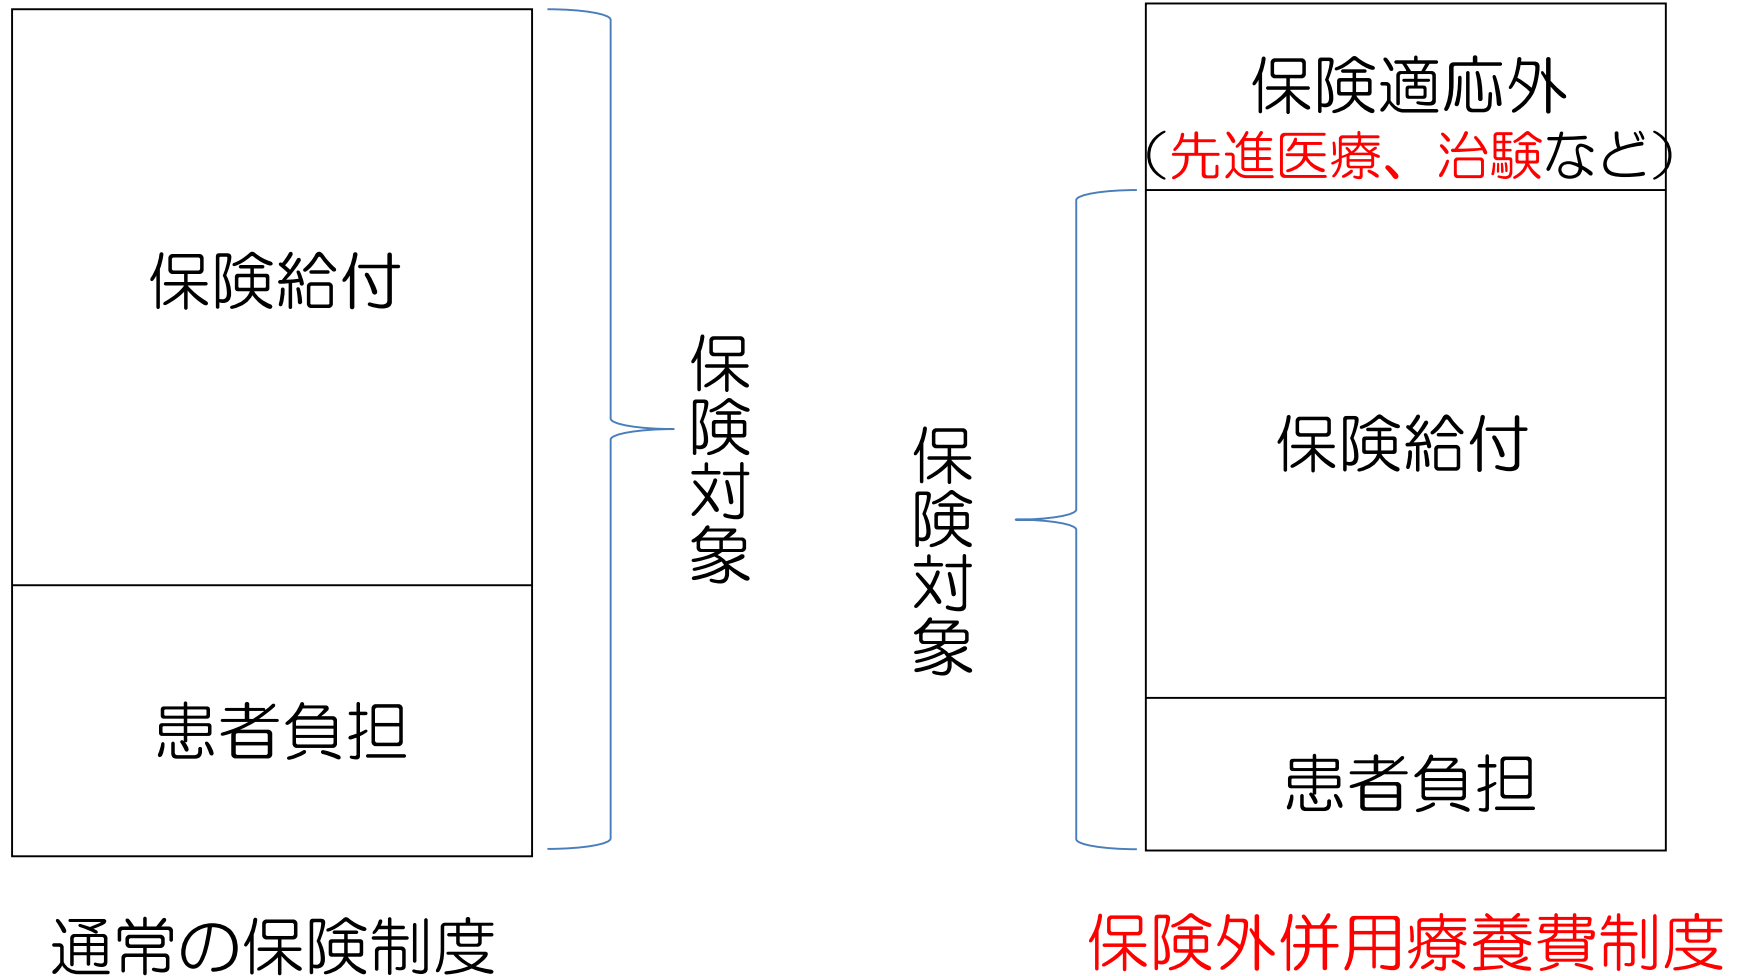 保険給付
患者負担
保険対象
通常の保険制度
保険適応外
（先進医療、治験など）
保険給付
患者負担
保険対象
保険外併用療養費制度